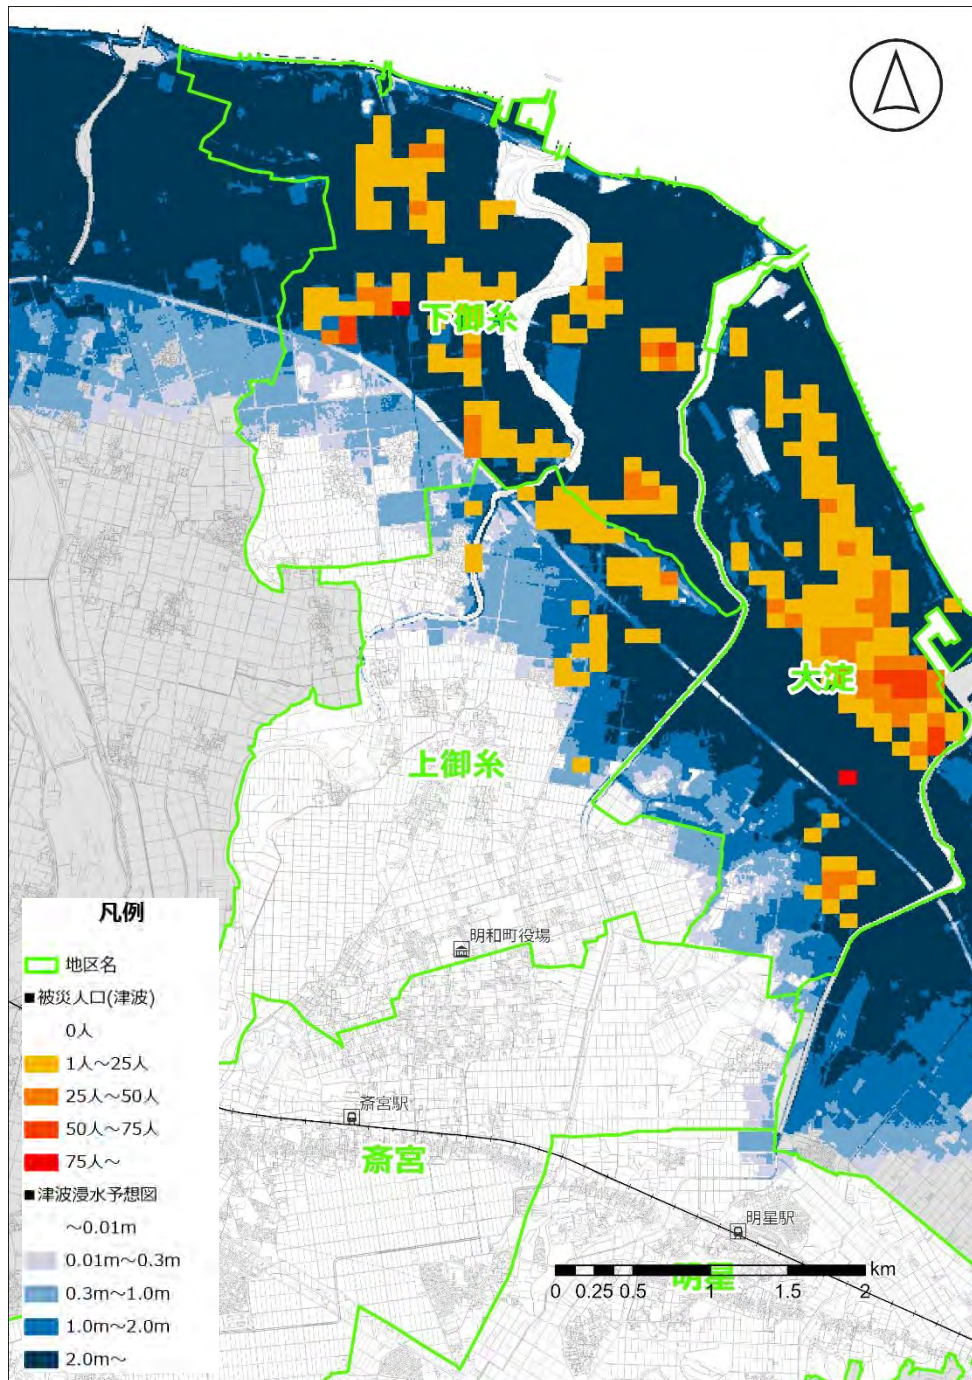 下御糸
大淀
上御糸
明和町役場
斎宮駅
斎宮
明星駅
明星
km
0 0.25 0.5 1 1.5 2
凡例
地区名
■被災人口(津波)
0人
1人～25人
25人～50人
50人～75人
75人～
■津波浸水予想図
～0.01m
0.01m～0.3m
0.3m～1.0m
1.0m～2.0m
2.0m～